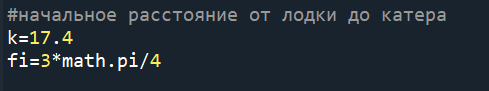 #начальное расстояние от лодки до катера
k=17.4
fi=3*math.pi/4